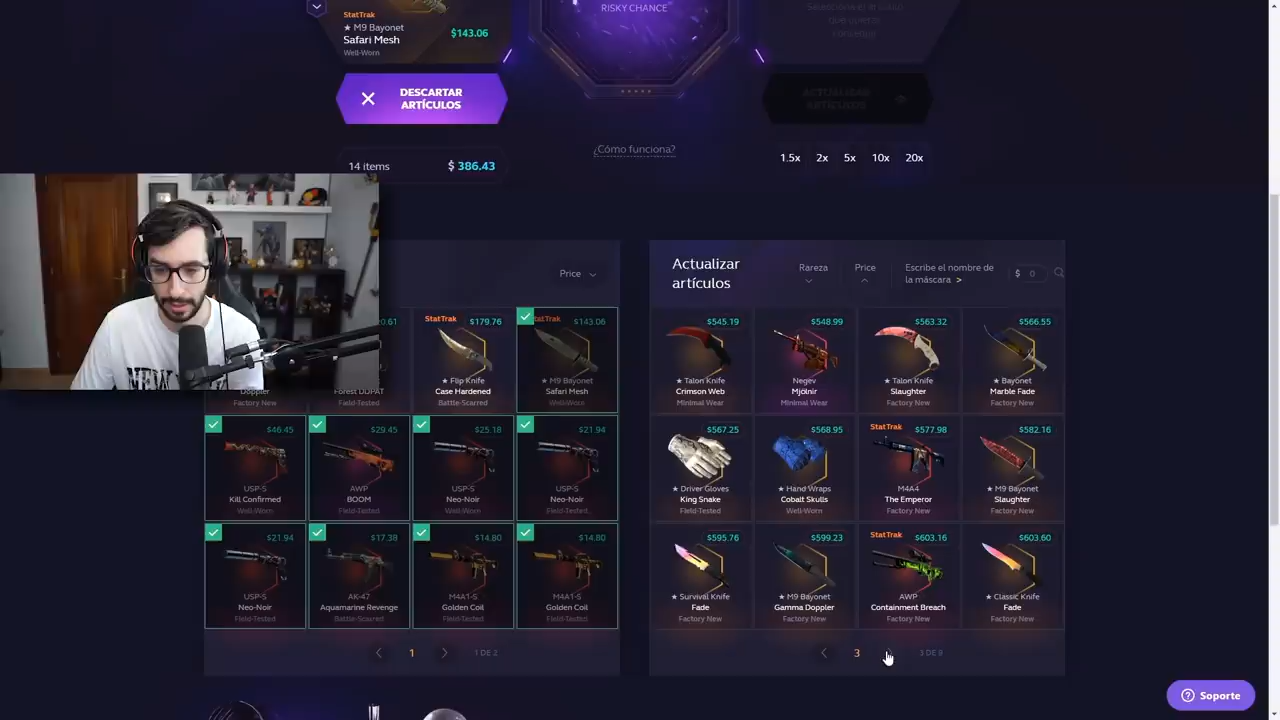 RISKY CHANCE
StatTrak
★ M9 Bayonet
Safari Mesh
Well-Worn
$143.06
DESCARTAR
ARTÍCULOS
14 items
$ 386.43
¿Cómo funciona?
que quieras
ACTUALIZAR
ARTÍCULOS
1.5x 2x 5x 10x 20x
Price
Doppler
Factory New
Forest DDPAT
Field-Tested
StatTrak $179.76
★ Flip Knife
Case Hardened
Battle-Scarred
$143.06
★ M9 Bayonet
Safari Mesh
Well-Worn
$46.45
USP-S
Kill Confirmed
Well-Worn
$29.45
AWP
BOOM
Field-Tested
$25.18
USP-S
Neo-Noir
Well-Worn
$21.94
USP-S
Neo-Noir
Field-Tested
$21.94
USP-S
Neo-Noir
Field-Tested
$17.38
AK-47
Aquamarine Revenge
Battle-Scarred
$14.80
M4A1-S
Golden Coil
Field-Tested
$14.80
M4A1-S
Golden Coil
Field-Tested
1
1 DE 2
Actualizar
artículos
Rareza
Price
Escribe el nombre de
la máscara >
$ 0
$545.19
★ Talon Knife
Crimson Web
Minimal Wear
$548.99
Negev
Mjölnir
Minimal Wear
$563.32
★ Talon Knife
Slaughter
Factory New
$566.55
★ Bayonet
Marble Fade
Factory New
$567.25
★ Driver Gloves
King Snake
Field-Tested
$568.95
★ Hand Wraps
Cobalt Skulls
Well-Worn
StatTrak $577.98
M4A4
The Emperor
Factory New
$582.16
★ M9 Bayonet
Slaughter
Factory New
$595.76
★ Survival Knife
Fade
Factory New
$599.23
★ M9 Bayonet
Gamma Doppler
Factory New
StatTrak $603.16
AWP
Containment Breach
Factory New
$603.60
★ Classic Knife
Fade
Factory New
3
Soporte